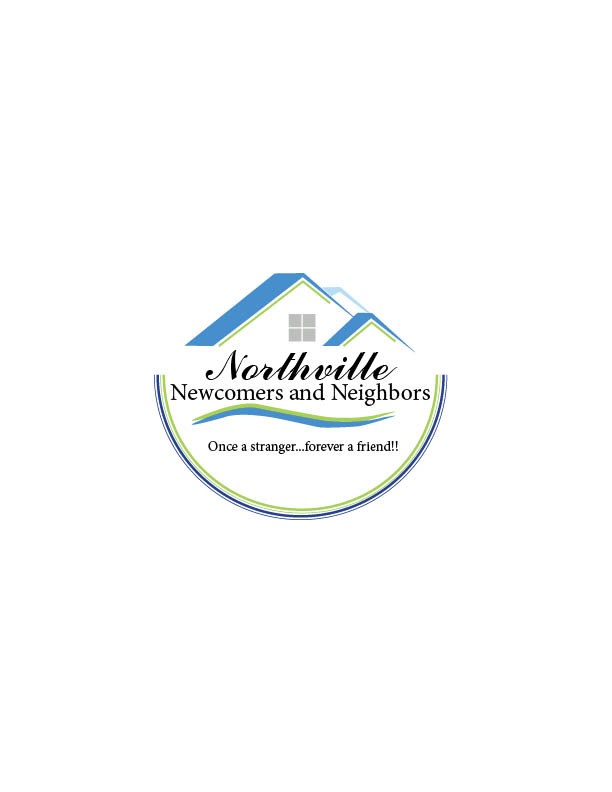 Northville
Newcomers and Neighbors
Once a stranger...forever a friend!!